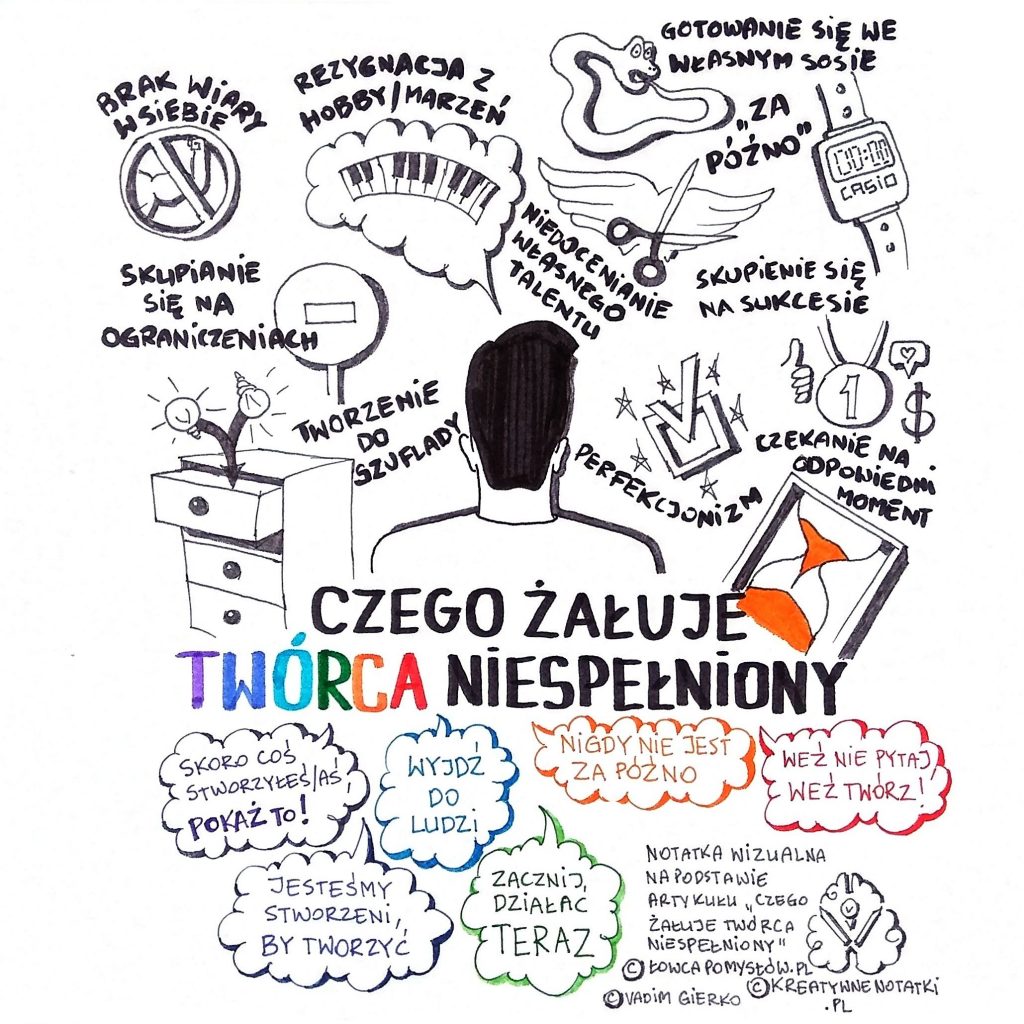 BRAK WIARY
W SIEBIE
REZYGNACJA Z
HOBBY/MARZEŃ
GOTOWANIE SIĘ WE
WŁASNYM SOSIE
"ZA
PÓŹNO"
00:00
CASIO
NIEDOCENIANIE
WŁASNEGO
TALENTU
SKUPIANIE
SIĘ NA
OGRANICZENIACH
SKUPIENIE SIĘ
NA SUKCESIE
1
$
TWORZENIE
DO
SZUFLADY
PERFEKCJONIZM
CZEKANIE NA
ODPOWIEDNI
MOMENT
CZEGO ŻAŁUJE
TWÓRCA NIESPEŁNIONY
SKORO COŚ
STWORZYŁEŚ/AŚ,
POKAŻ TO!
WYJDŹ
DO
LUDZI
NIGDY NIE JEST
ZA PÓŹNO
WEŹ NIE PYTAJ,
WEŹ TWÓRZ!
JESTEŚMY
STWORZENI,
BY TWORZYĆ
ZACZNIJ,
DZIAŁAĆ
TERAZ
NOTATKA WIZUALNA
NA PODSTAWIE
ARTYKUŁU „CZEGO
ŻAŁUJE TWÓRCA
NIESPEŁNIONY"
© ŁOWCAPOMYSŁÓW.PL
© VADIM GIERKO
© KREATYWNENOTATKI
.PL